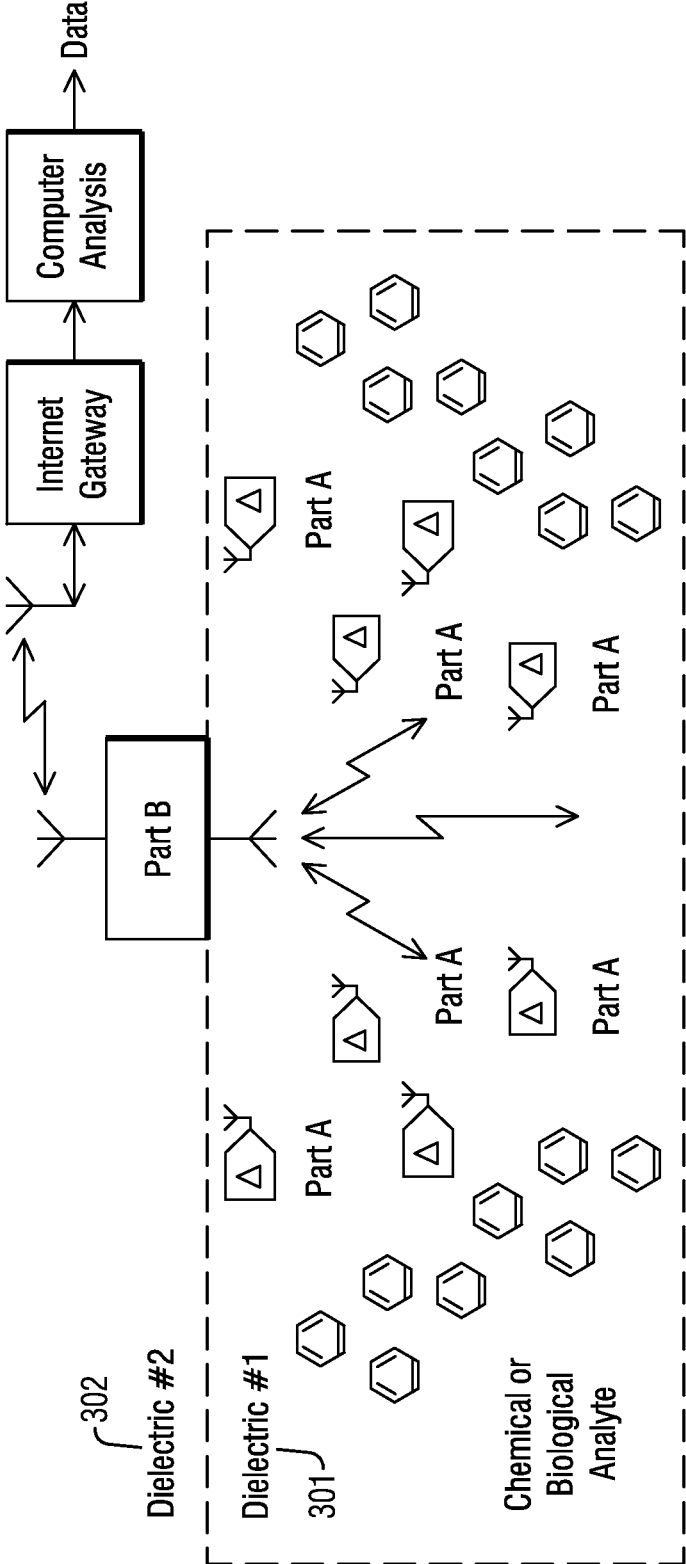 302
Internet
Gateway
Computer
Analysis
Data
Dielectric #2
Part B
Dielectric #1
301
Part A
Part A
Part A
Part A
Chemical or
Biological
Analyte
Part A
Part A